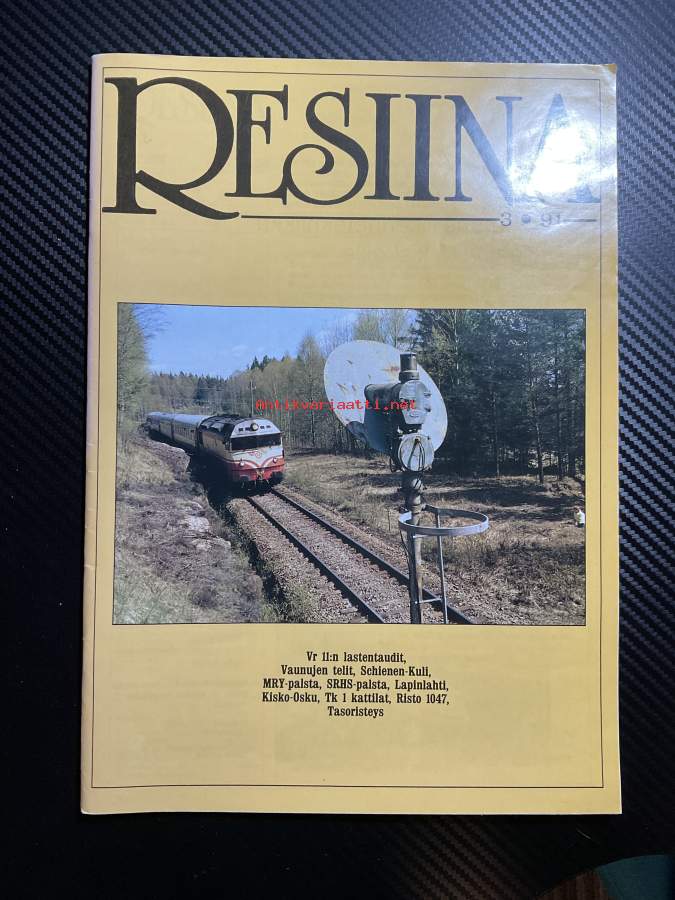 RESIINA
3 • 91
Antikvariaatti.net
Vr 11:n lastentaudit,
Vaunujen telit, Schienen-Kuli,
MRY-palsta, SRHS-palsta, Lapinlahti,
Kisko-Osku, Tk 1 kattilat, Risto 1047,
Tasoristeys